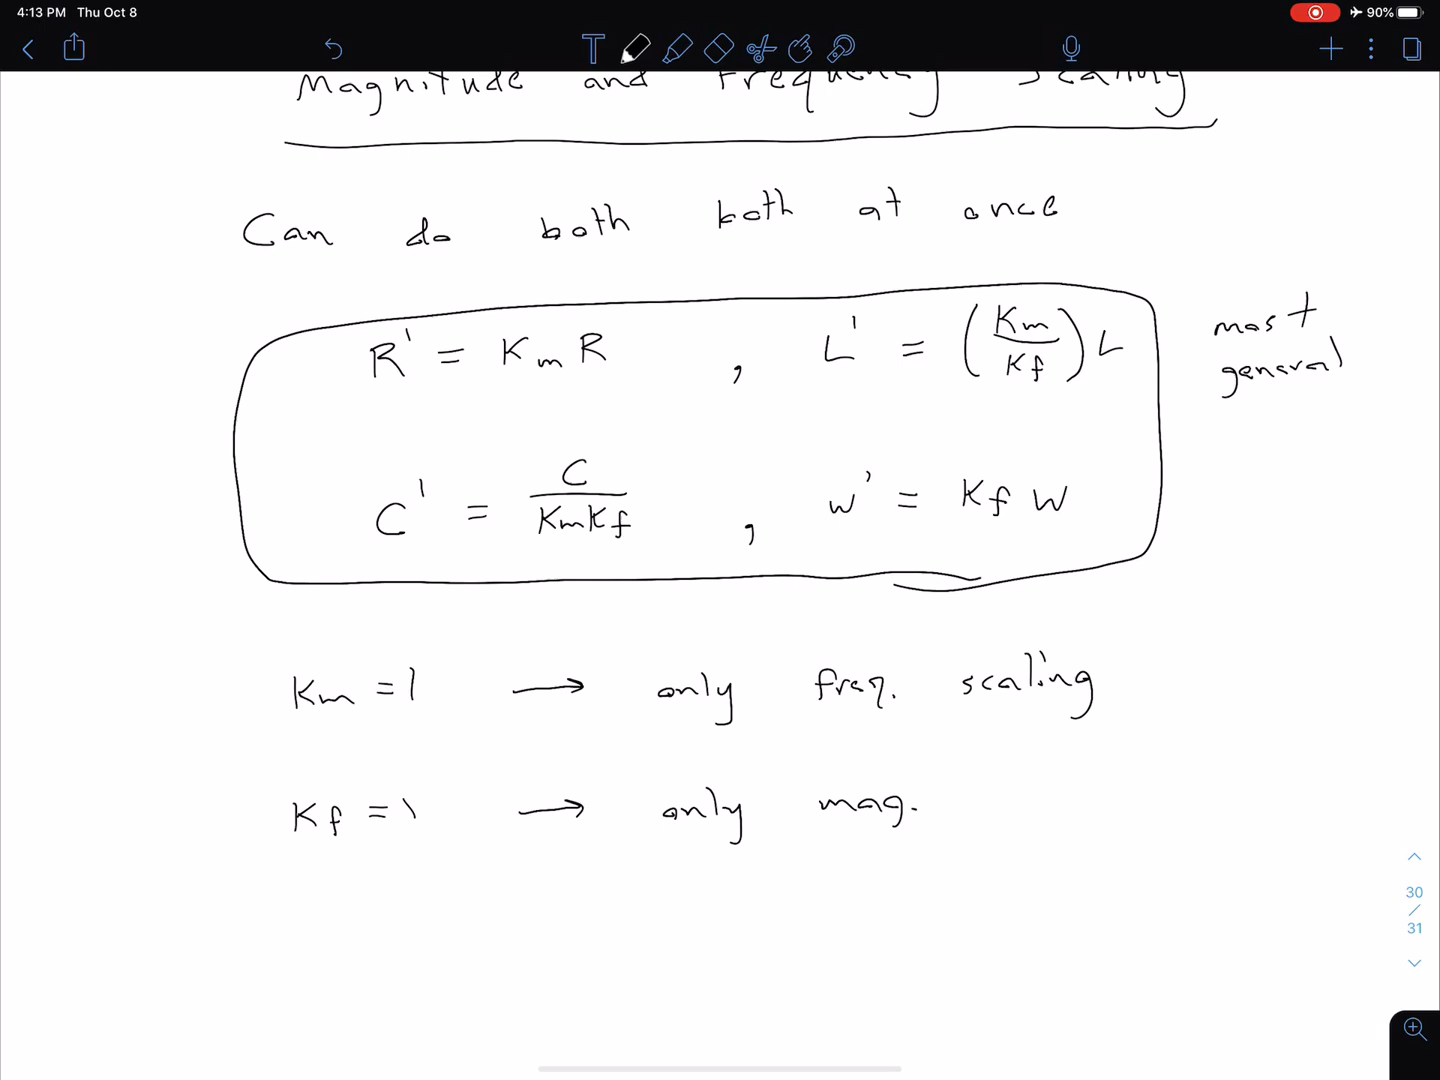 4:13 PM Thu Oct 8 90%
T
Magnitude and Frequency Scaling
Can do both both at once
R' = Km R , L' = (Km/Kf) L
most general
C' = C/KmKf , w' = Kf W
Km = 1 → only freq. scaling
Kf = 1 → only mag.
30
/
31